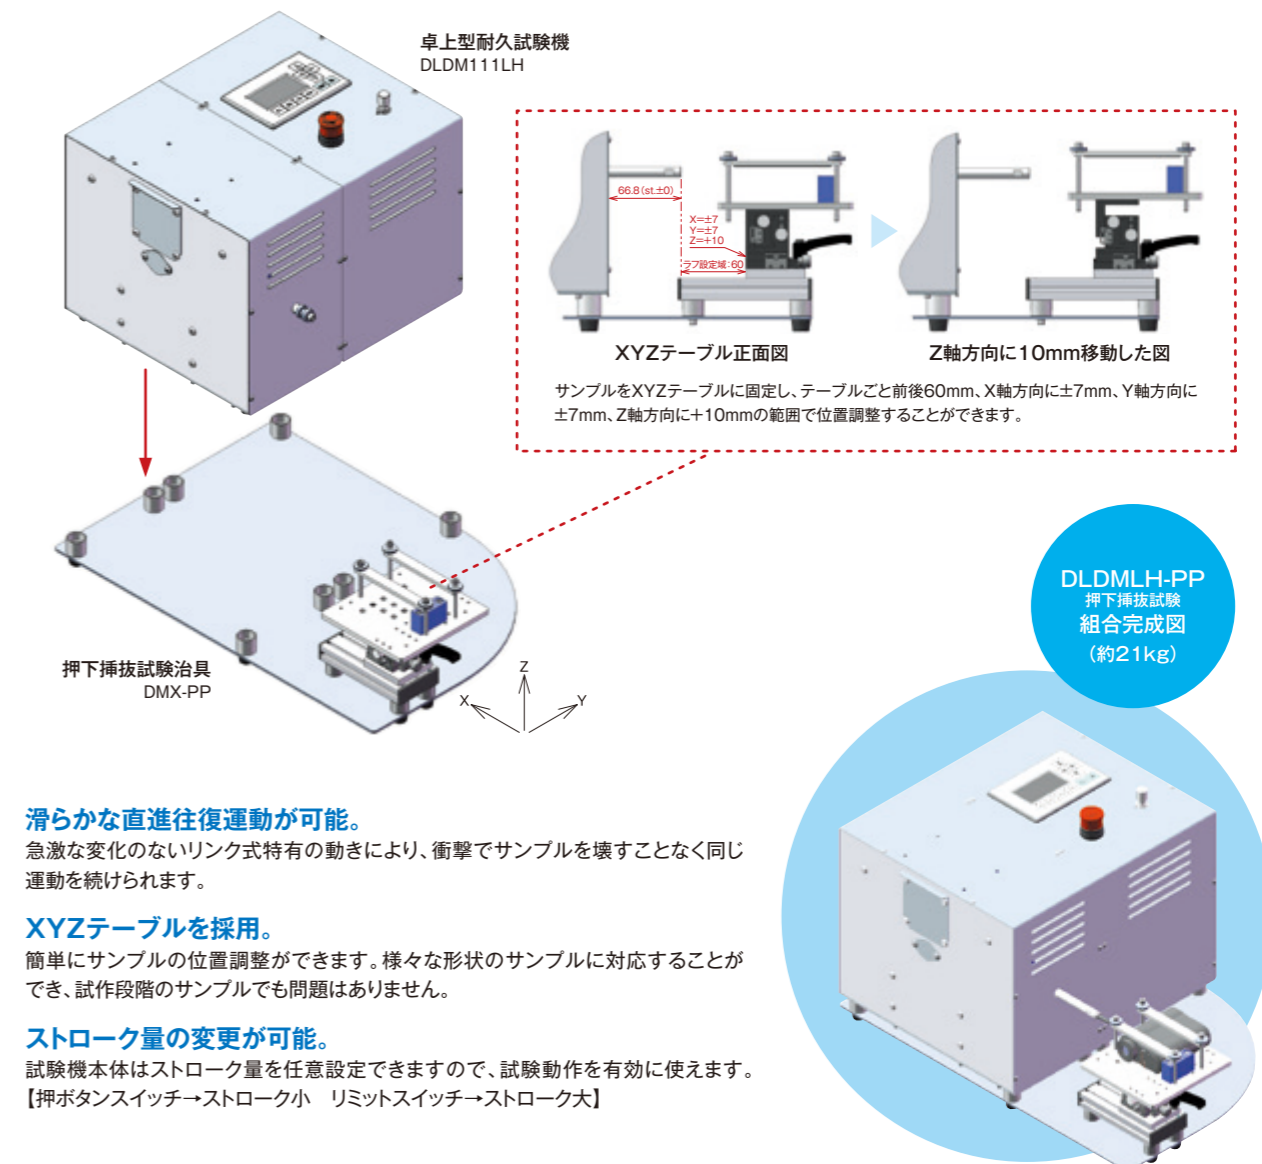 卓上型耐久試験機
DLDM111LH
66.8(st.±0)
X=±7
Y=±7
Z=+10
ラフ設定域:60
XYZテーブル正面図
Z軸方向に10mm移動した図
サンプルをXYZテーブルに固定し、テーブルごと前後60mm、X軸方向に±7mm、Y軸方向に
±7mm、Z軸方向に+10mmの範囲で位置調整することができます。
押下挿抜試験治具
DMX-PP
Z
X
Y
DLDMLH-PP
押下挿抜試験
組合完成図
(約21kg)
滑らかな直進往復運動が可能。
急激な変化のないリンク式特有の動きにより、衝撃でサンプルを壊すことなく同じ
運動を続けられます。
XYZテーブルを採用。
簡単にサンプルの位置調整ができます。様々な形状のサンプルに対応することが
でき、試作段階のサンプルでも問題はありません。
ストローク量の変更が可能。
試験機本体はストローク量を任意設定できますので、試験動作を有効に使えます。
【押ボタンスイッチ→ストローク小　リミットスイッチ→ストローク大】